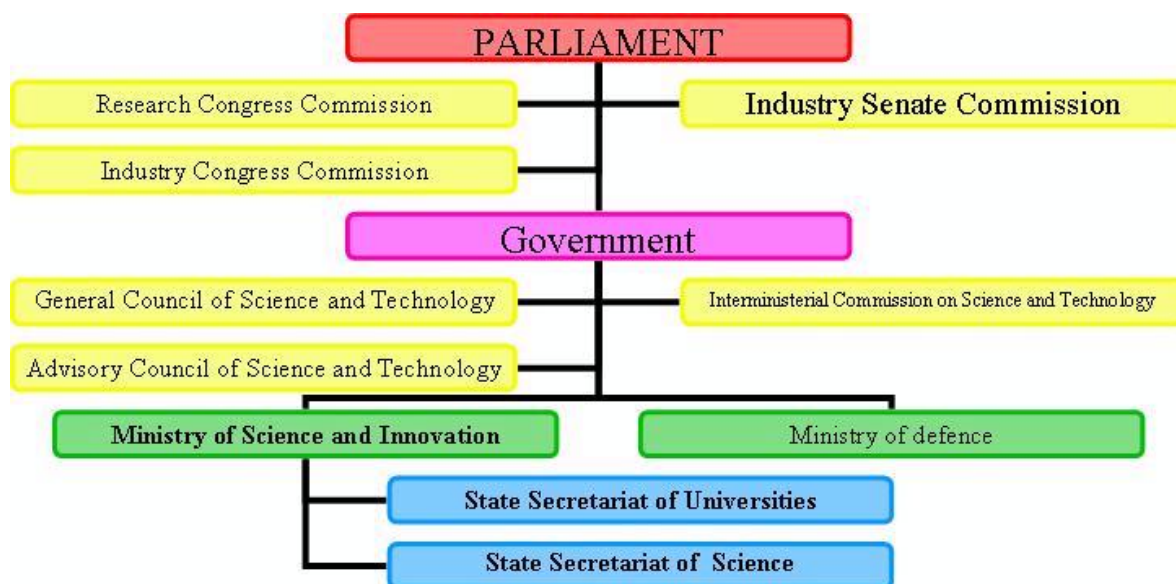 PARLIAMENT
Research Congress Commission
Industry Senate Commission
Industry Congress Commission
Government
General Council of Science and Technology
Interministerial Commission on Science and Technology
Advisory Council of Science and Technology
Ministry of Science and Innovation
Ministry of defence
State Secretariat of Universities
State Secretariat of Science